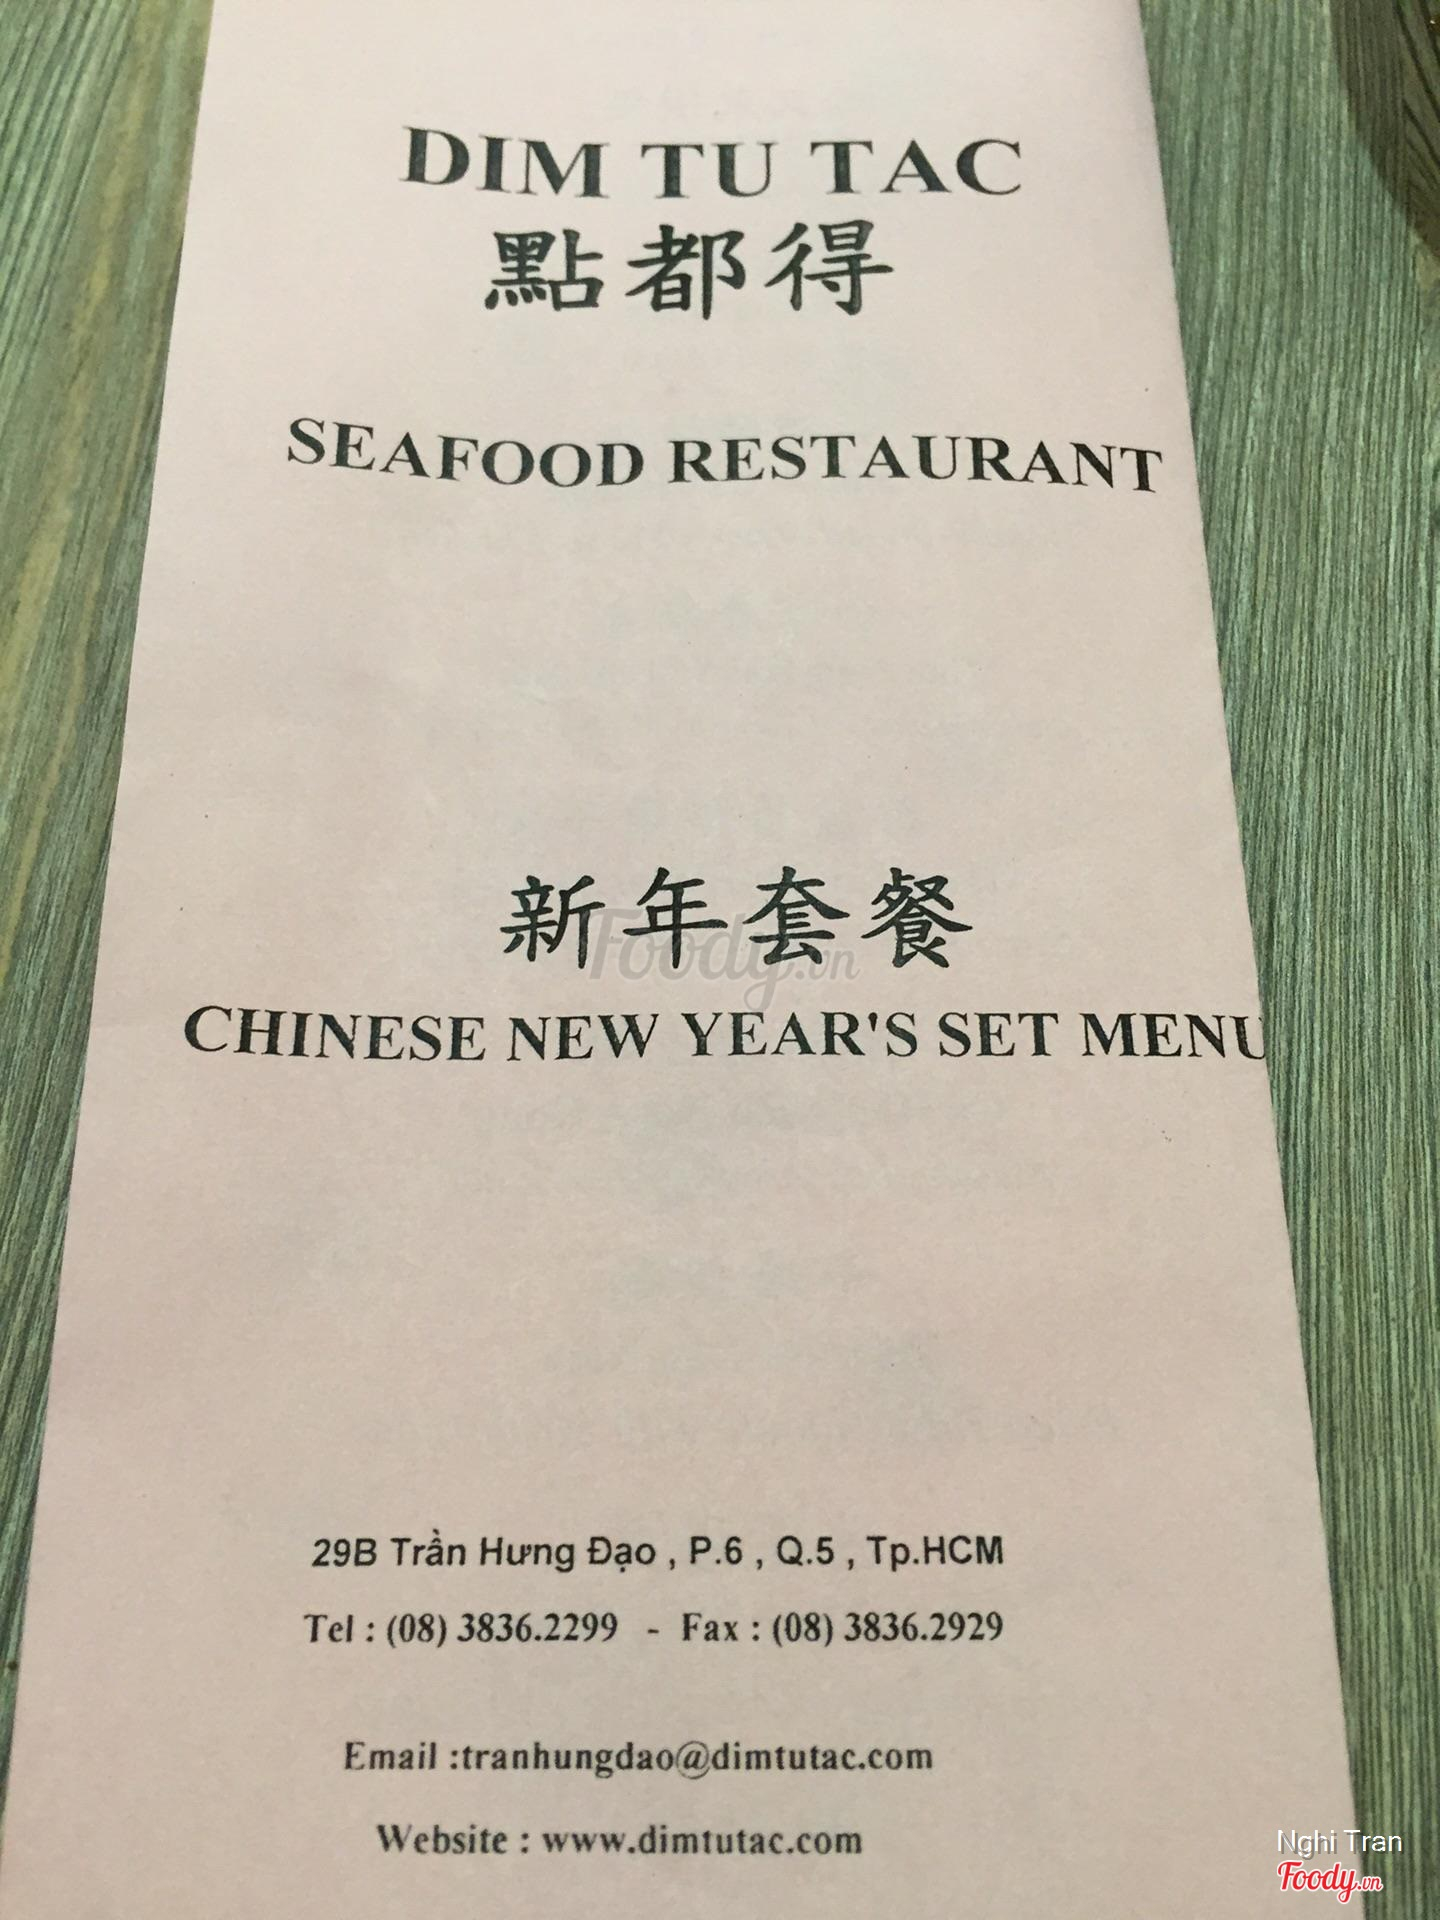 DIM TU TAC
點都得
SEAFOOD RESTAURANT
新年套餐
Foody.vn
CHINESE NEW YEAR'S SET MENU
29B Trần Hưng Đạo , P.6 , Q.5 , Tp.HCM
Tel : (08) 3836.2299 - Fax : (08) 3836.2929
Email :tranhungdao@dimtutac.com
Website : www.dimtutac.com
Nghi Tran
Foody.vn